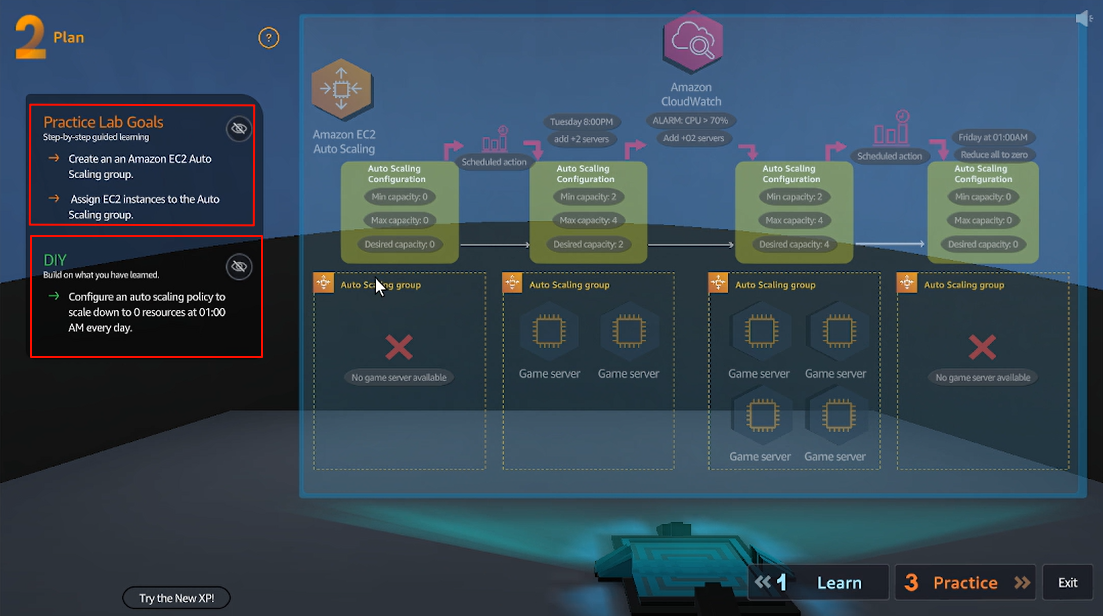 2 Plan
?
Practice Lab Goals
Step-by-step guided learning
Create an an Amazon EC2 Auto
Scaling group.
Assign EC2 instances to the Auto
Scaling group.
DIY
Build on what you have learned.
Configure an auto scaling policy to
scale down to 0 resources at 01:00
AM every day.
Try the New XP!
Amazon EC2
Auto Scaling
Amazon
CloudWatch
Scheduled action
Tuesday 8:00PM
add +2 servers
ALARM: CPU > 70%
Add +02 servers
Scheduled action
Friday at 01:00AM
Reduce all to zero
Auto Scaling
Configuration
Min capacity: 0
Max capacity: 0
Desired capacity: 0
Auto Scaling
Configuration
Min capacity: 2
Max capacity: 4
Desired capacity: 2
Auto Scaling
Configuration
Min capacity: 2
Max capacity: 4
Desired capacity: 4
Auto Scaling
Configuration
Min capacity: 0
Max capacity: 0
Desired capacity: 0
Auto Scaling group
No game server available
Auto Scaling group
Game server Game server
Auto Scaling group
Game server Game server
Game server Game server
Auto Scaling group
No game server available
1 Learn
3 Practice
Exit